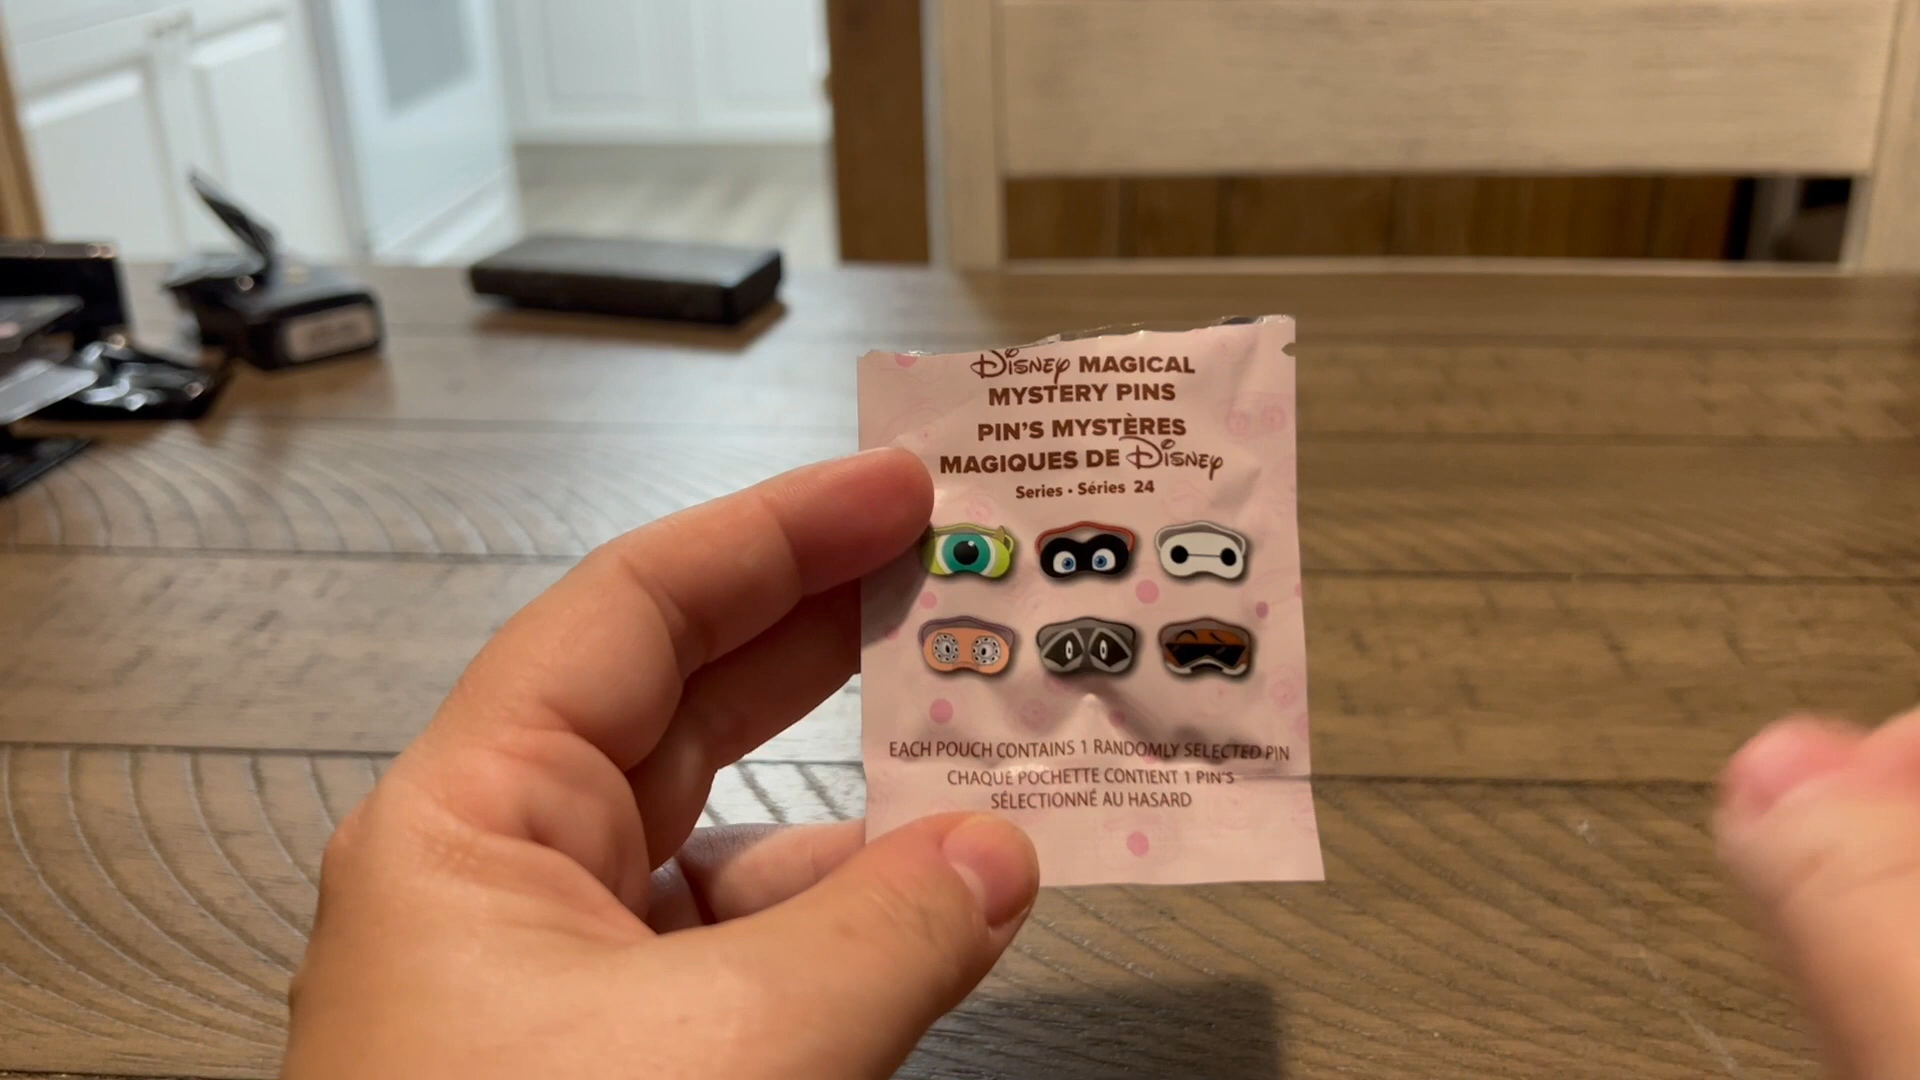 Disney MAGICAL
MYSTERY PINS
PIN'S MYSTÈRES
MAGIQUES DE Disney
Series • Séries 24
EACH POUCH CONTAINS 1 RANDOMLY SELECTED PIN
CHAQUE POCHETTE CONTIENT 1 PIN'S
SÉLECTIONNÉ AU HASARD